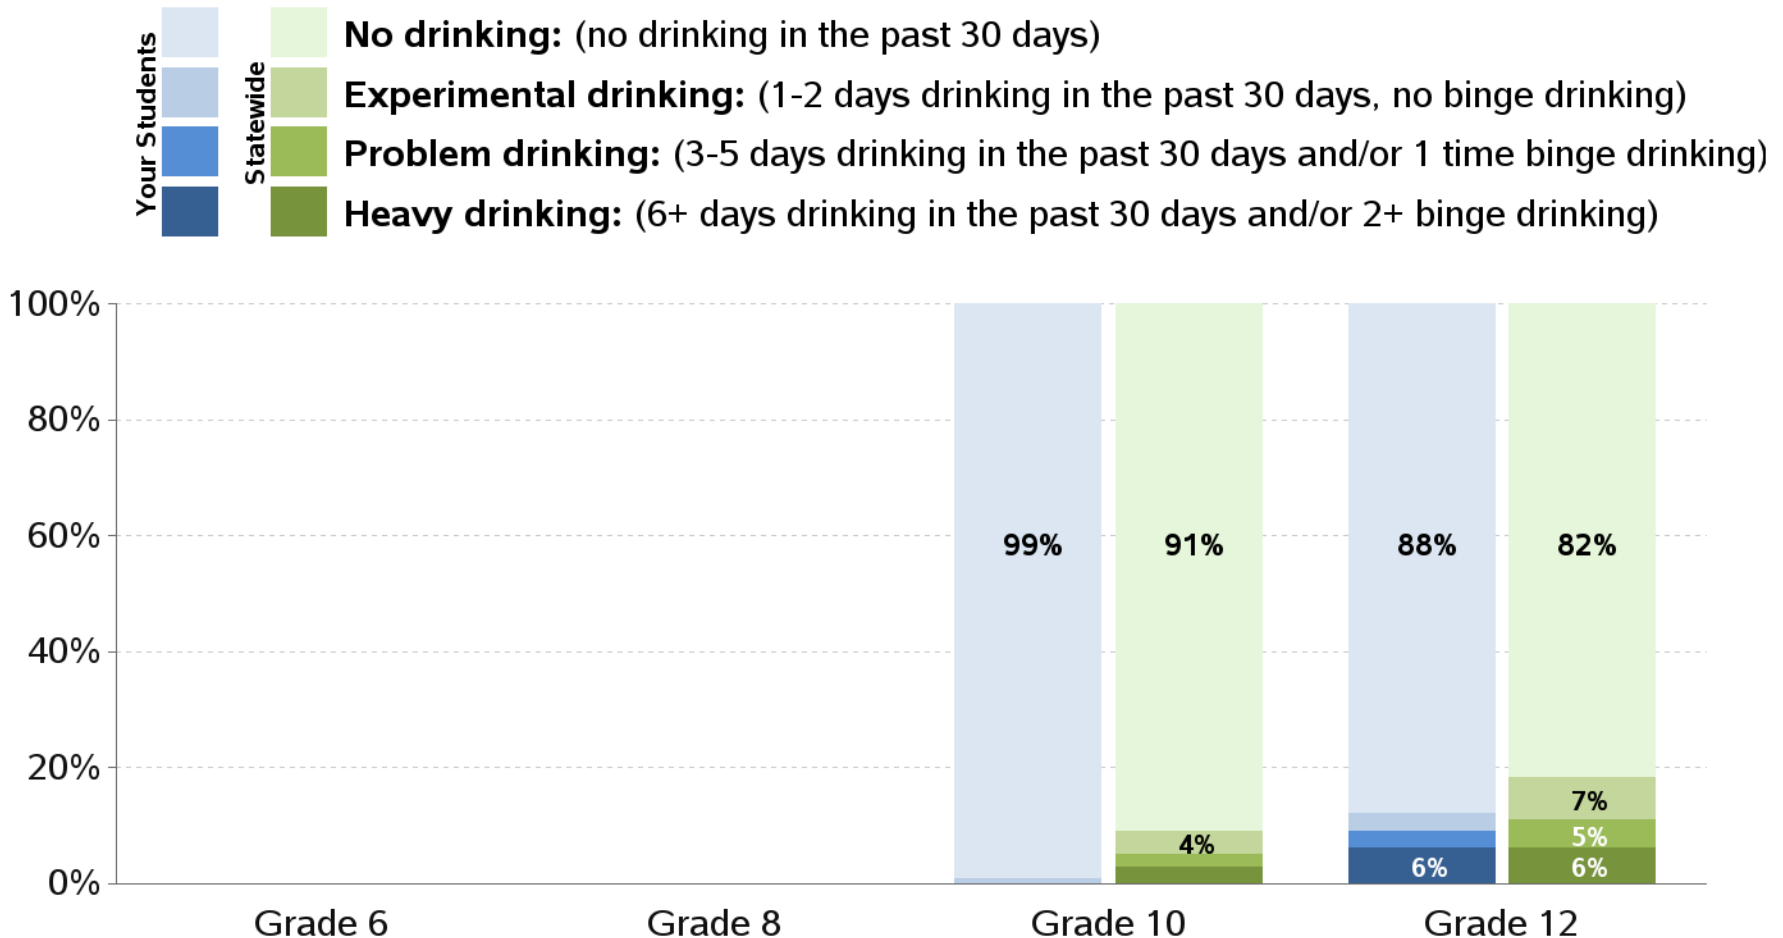 Your Students
Statewide
No drinking: (no drinking in the past 30 days)
Experimental drinking: (1-2 days drinking in the past 30 days, no binge drinking)
Problem drinking: (3-5 days drinking in the past 30 days and/or 1 time binge drinking)
Heavy drinking: (6+ days drinking in the past 30 days and/or 2+ binge drinking)
100%
80%
60%
40%
20%
0%
99%
91%
4%
88%
6%
82%
7%
5%
6%
Grade 6
Grade 8
Grade 10
Grade 12